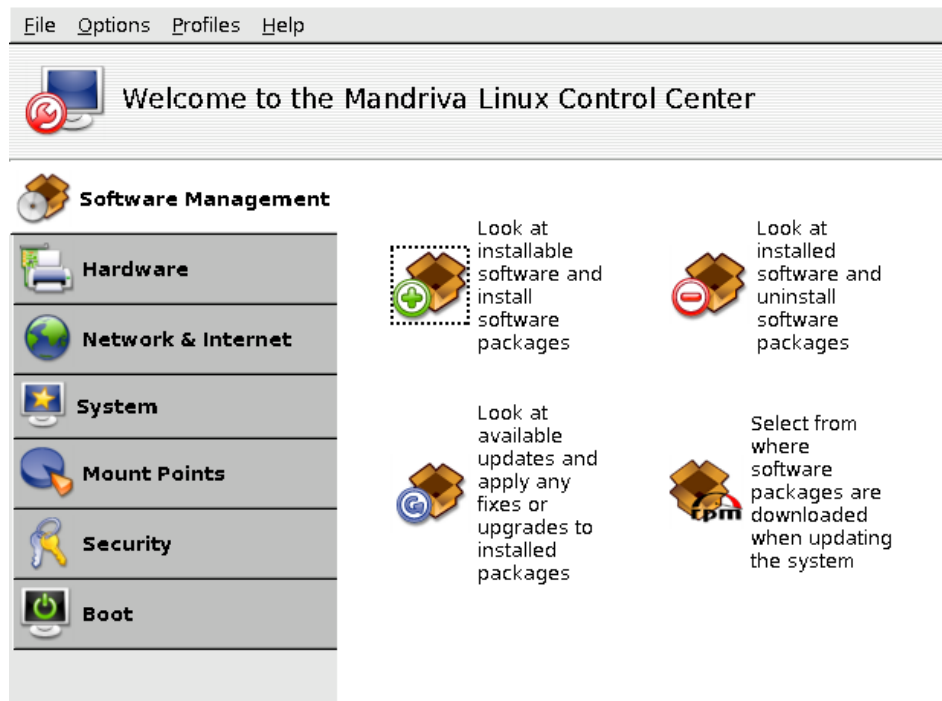 File Options Profiles Help
Welcome to the Mandriva Linux Control Center
Software Management
Hardware
Network & Internet
System
Mount Points
Security
Boot
Look at
installable
software and
install
software
packages
Look at
installed
software and
uninstall
software
packages
Look at
available
updates and
apply any
fixes or
upgrades to
installed
packages
rpm
Select from
where
software
packages are
downloaded
when updating
the system